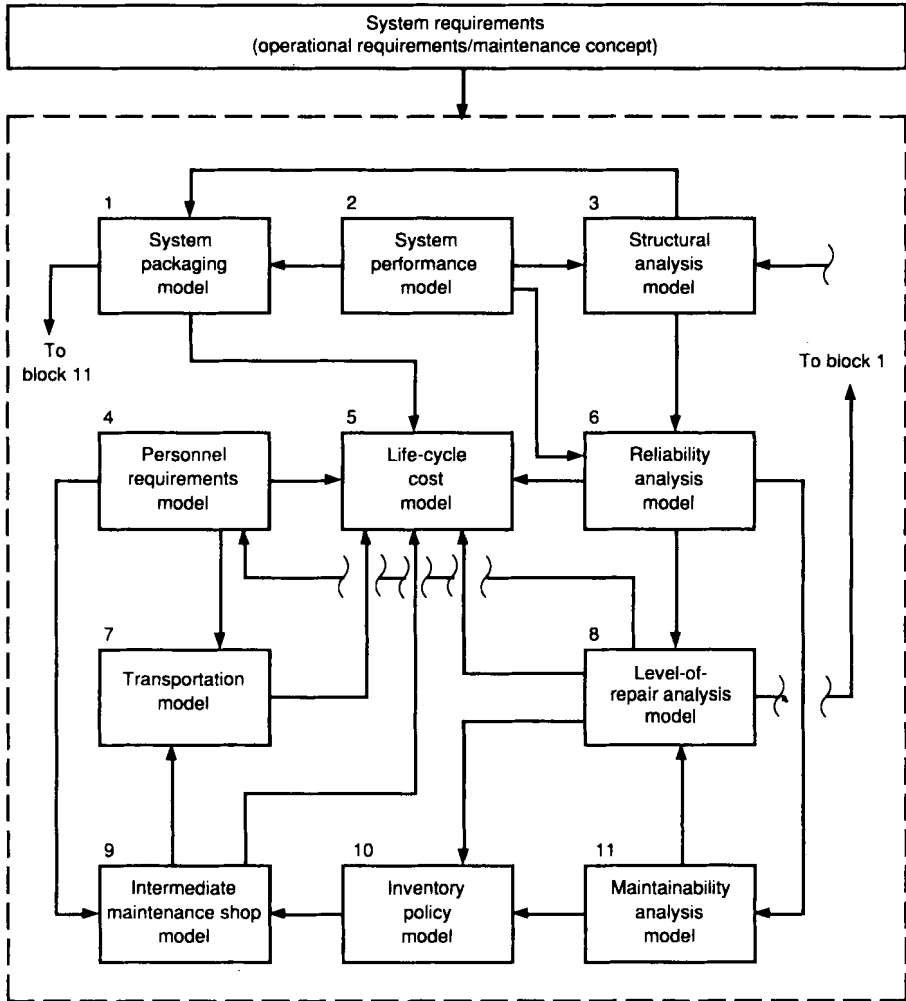 System requirements
(operational requirements/maintenance concept)
1
System
packaging
model
2
System
performance
model
3
Structural
analysis
model
To
block 11
To block 1
4
Personnel
requirements
model
5
Life-cycle
cost
model
6
Reliability
analysis
model
7
Transportation
model
8
Level-of-
repair analysis
model
9
Intermediate
maintenance shop
model
10
Inventory
policy
model
11
Maintainability
analysis
model